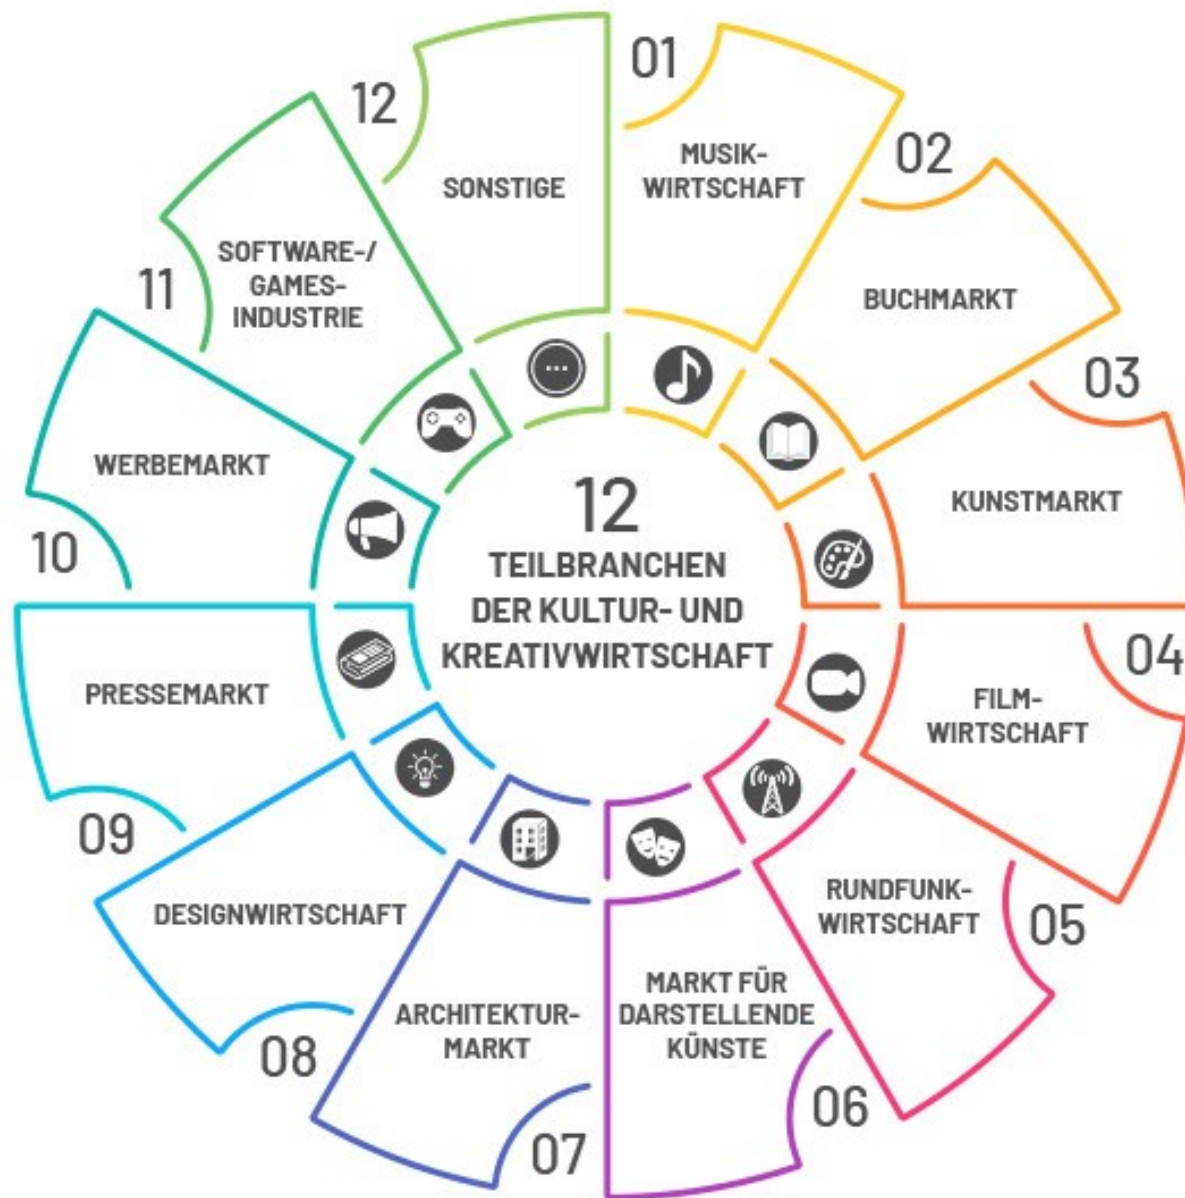 12
TEILBRANCHEN
DER KULTUR- UND
KREATIVWIRTSCHAFT
01
MUSIK-
WIRTSCHAFT
02
BUCHMARKT
03
KUNSTMARKT
04
FILM-
WIRTSCHAFT
05
RUNDFUNK-
WIRTSCHAFT
06
MARKT FÜR
DARSTELLENDE
KÜNSTE
07
ARCHITEKTUR-
MARKT
08
DESIGNWIRTSCHAFT
09
PRESSEMARKT
10
WERBEMARKT
11
SOFTWARE-/
GAMES-
INDUSTRIE
12
SONSTIGE